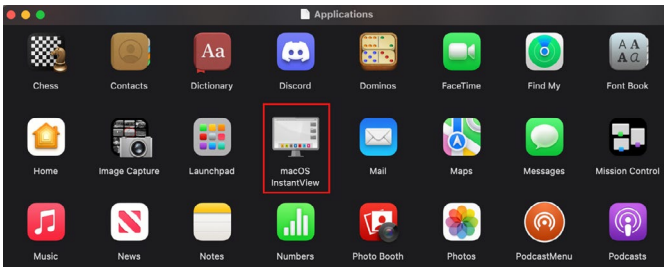 Applications
Aa
A A
A a
Chess Contacts Dictionary Discord Dominos FaceTime Find My Font Book
Home Image Capture Launchpad macOS Mail Maps Messages Mission Control
InstantView
Music News Notes Numbers Photo Booth Photos PodcastMenu Podcasts